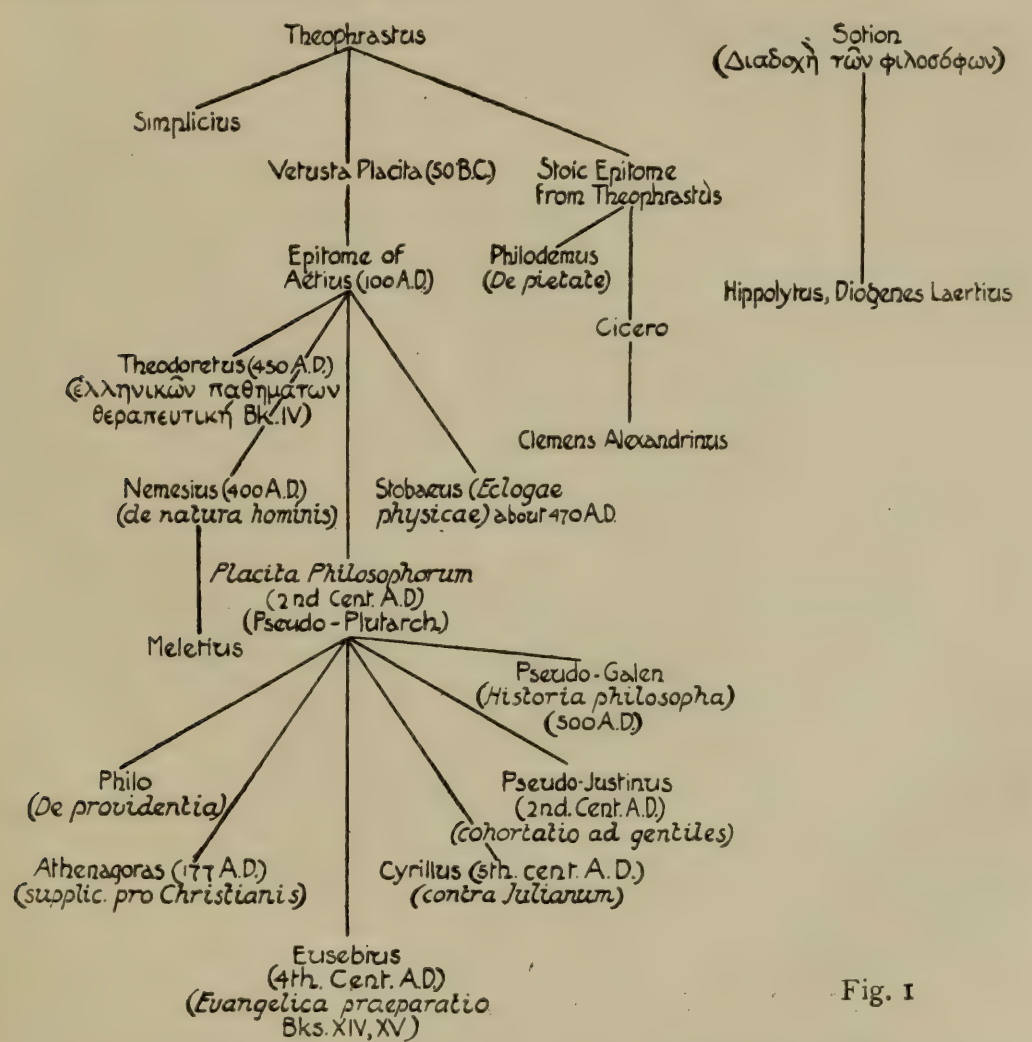 Theophrastus
Sotion
(Διαδοχὴ τῶν φιλοσόφων)
Simplicius
Vetusta Placita (50 B.C.)
Stoic Epitome
from Theophrastus
Epitome of
Aëtius (100 A.D.)
Philodemus
(De pietate)
Hippolytus, Diogenes Laertius
Cicero
Theodoretus (450 A.D.)
(ἑλληνικῶν παθημάτων
θεραπευτική Bk. IV)
Clemens Alexandrinus
Nemesius (400 A.D.)
(de natura hominis)
Stobaeus (Eclogae
physicae) about 470 A.D.
Placita Philosophorum
(2nd Cent. A.D)
(Pseudo-Plutarch)
Meletius
Pseudo-Galen
(Historia philosopha)
(500 A.D.)
Philo
(De providentia)
Pseudo-Justinus
(2nd. Cent. A.D.)
(cohortatio ad gentiles)
Athenagoras (177 A.D.)
(supplic. pro Christianis)
Cyrillus (5th. cent. A.D.)
(contra Julianum)
Eusebius
(4th. Cent. A.D.)
(Evangelica praeparatio
Bks. XIV, XV)
Fig. 1